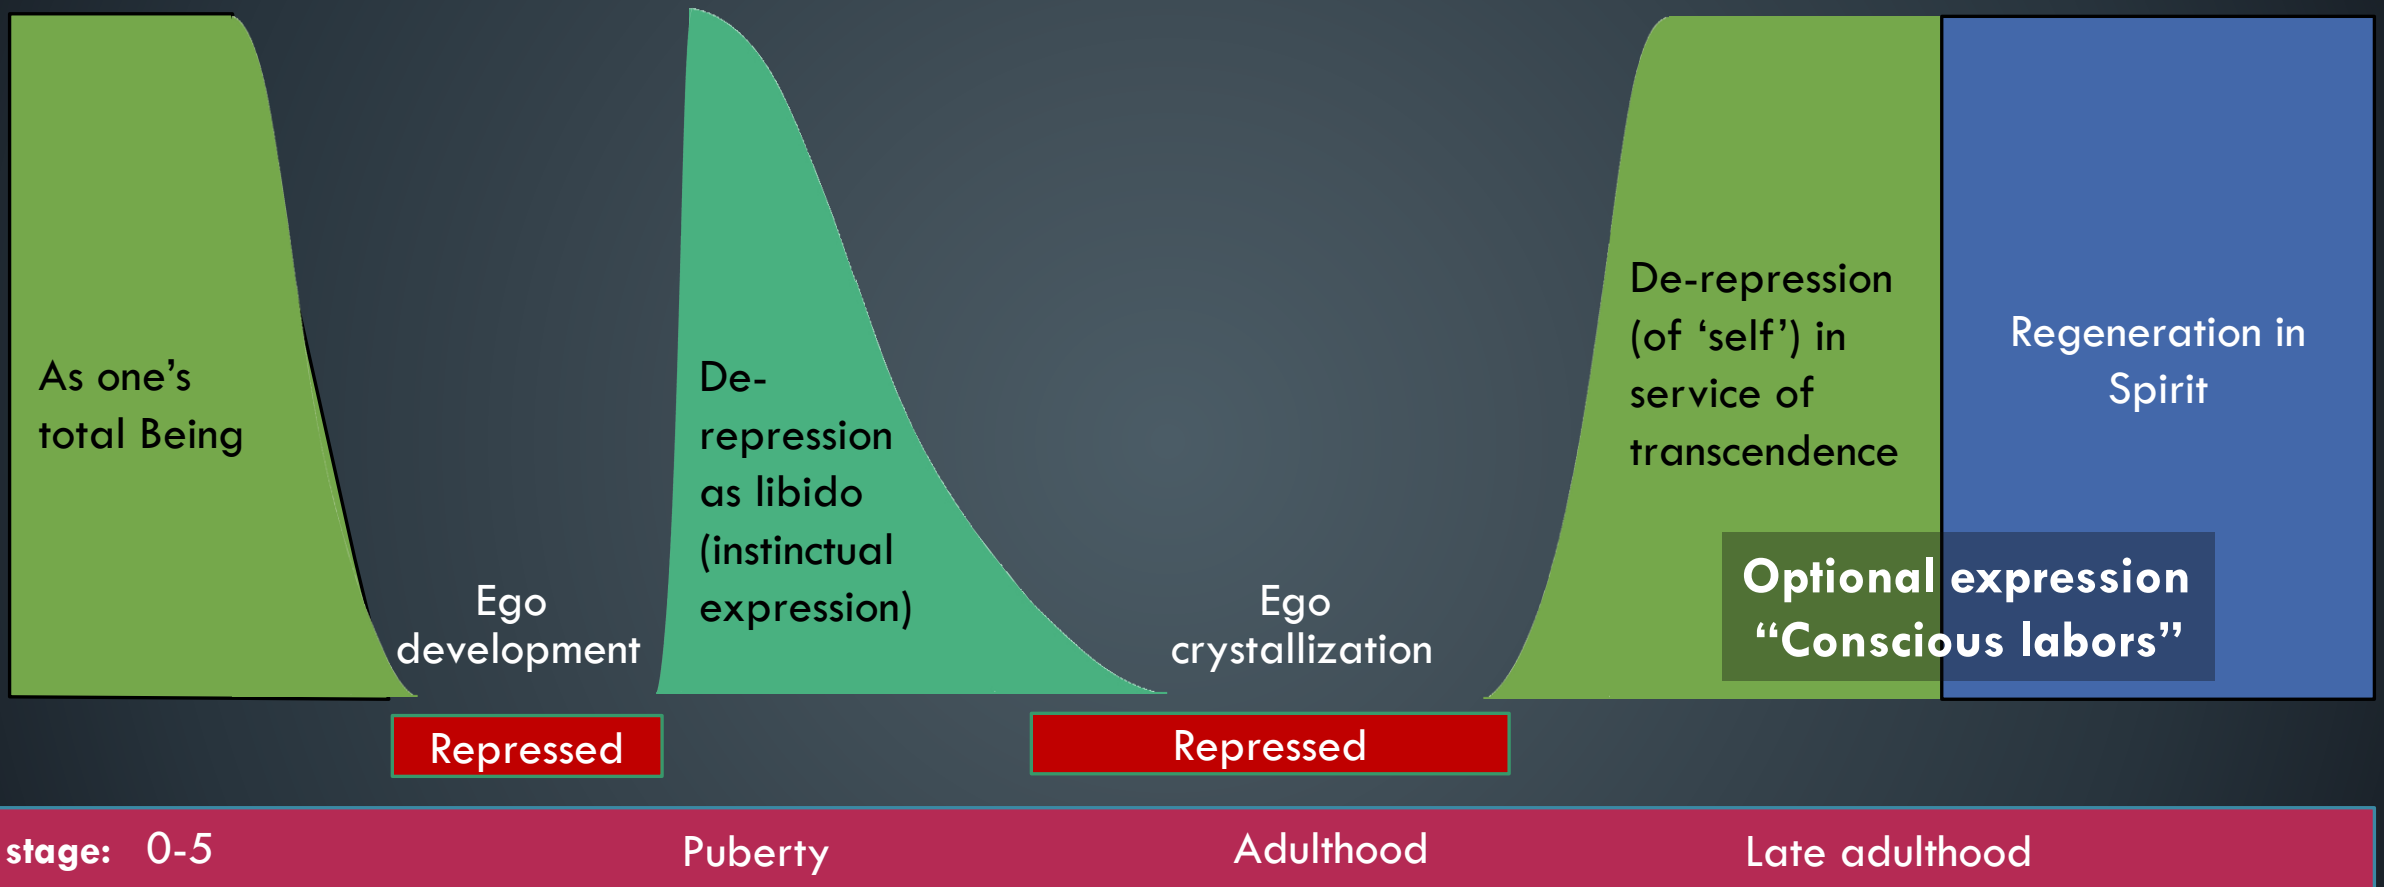 As one’s
total Being
Ego
development
De-
repression
as libido
(instinctual
expression)
Ego
crystallization
De-repression
(of ‘self’) in
service of
transcendence
Regeneration in
Spirit
Optional expression
“Conscious labors”
Repressed
Repressed
stage: 0-5
Puberty
Adulthood
Late adulthood